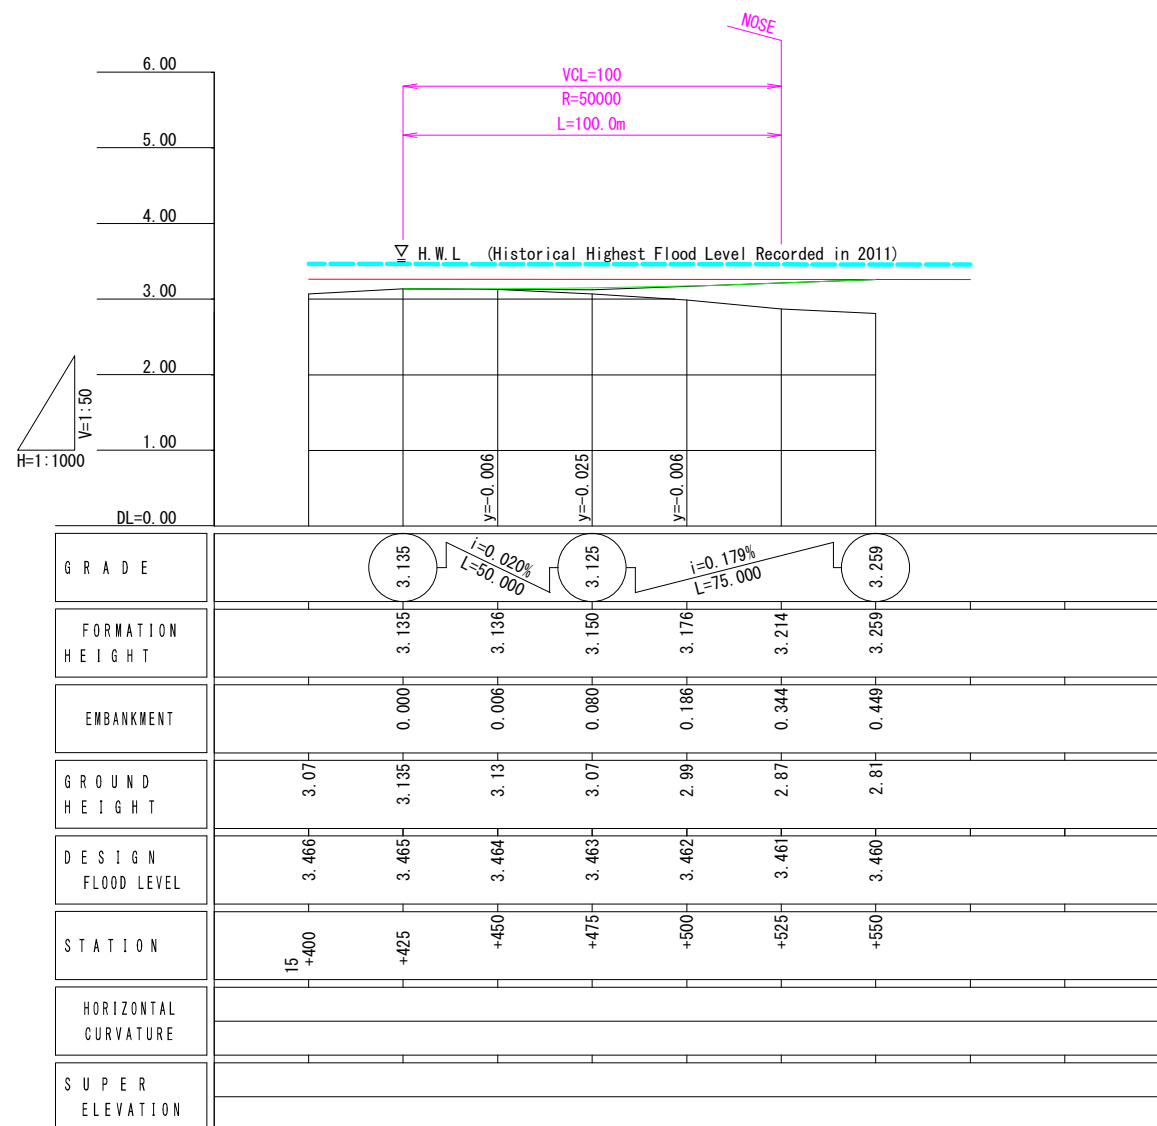 NOSE
VCL=100
R=50000
L=100.0m
6.00
5.00
4.00
3.00
2.00
1.00
DL=0.00
H.W.L (Historical Highest Flood Level Recorded in 2011)
V=1:50
H=1:1000
y=-0.006
y=-0.025
y=-0.006
GRADE
3.135
i=0.020%
L=50.000
3.125
i=0.179%
L=75.000
3.259
FORMATION
HEIGHT
3.135 3.136 3.150 3.176 3.214 3.259
EMBANKMENT
0.000 0.006 0.080 0.186 0.344 0.449
GROUND
HEIGHT
3.07 3.135 3.13 3.07 2.99 2.87 2.81
DESIGN
FLOOD LEVEL
3.466 3.465 3.464 3.463 3.462 3.461 3.460
STATION
15
+400 +425 +450 +475 +500 +525 +550
HORIZONTAL
CURVATURE
SUPER
ELEVATION